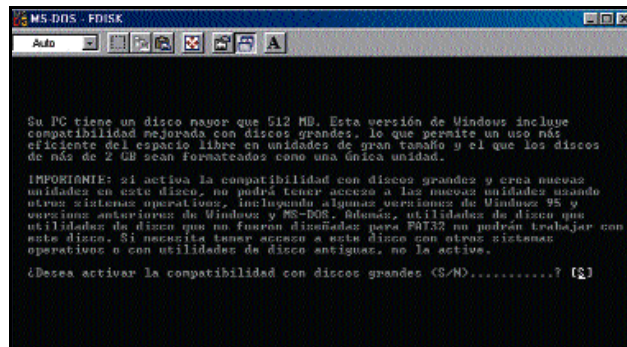 MS-DOS - FDISK
Auto
A
Su PC tiene un disco mayor que 512 MB. Esta versión de Windows incluye
compatibilidad mejorada con discos grandes, lo que permite un uso más
eficiente del espacio libre en unidades de gran tamaño y el que los discos
de más de 2 GB sean formateados como una única unidad.
IMPORTANTE: si activa la compatibilidad con discos grandes y crea nuevas
unidades en este disco, no podrá tener acceso a las nuevas unidades usando
otros sistemas operativos, incluyendo algunas versiones de Windows 95 y
versions anteriores de Windows y MS-DOS. Además, utilidades de disco que
utilidades de disco que no fueron diseñadas para FAT32 no podrán trabajar con
este disco. Si necesita tener acceso a este disco con otros sistemas
operativos o con utilidades de disco antiguas, no la active.
¿Desea activar la compatibilidad con discos grandes (S/N)...........? [S]